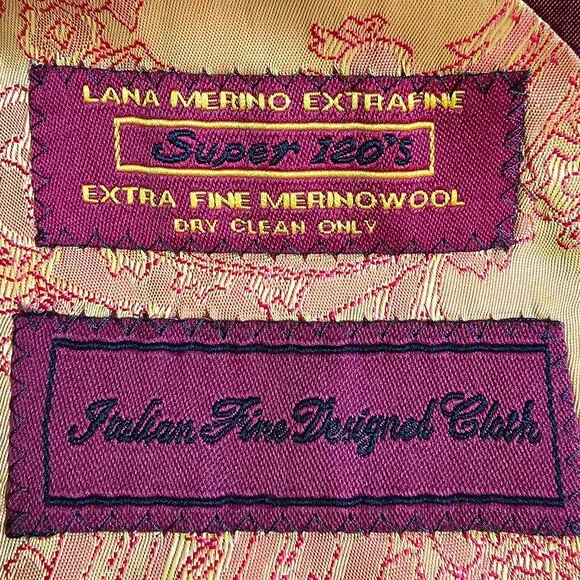 LANA MERINO EXTRAFINE
Super 120's
EXTRA FINE MERINOWOOL
DRY CLEAN ONLY
Italian Fine Designed Cloth